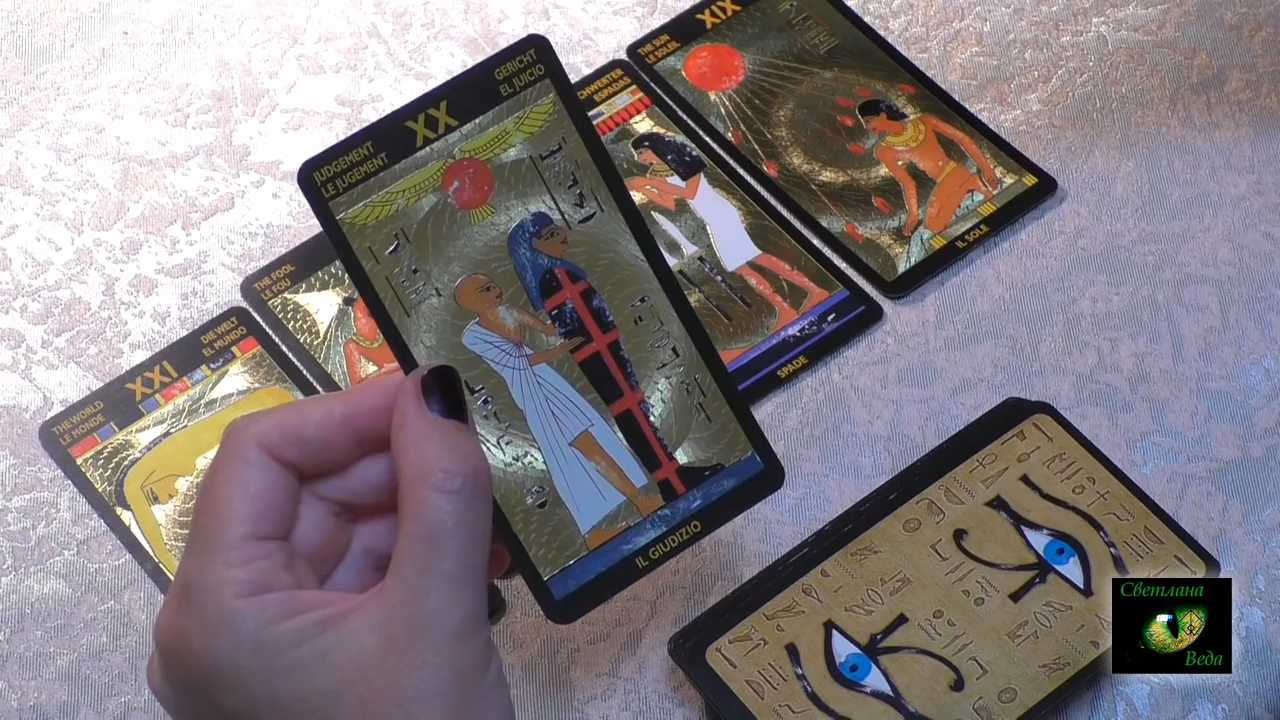 XIX
THE SUN
LE SOLEIL
IL SOLE
GERICHT
EL JUICIO
XX
JUDGEMENT
LE JUGEMENT
IL GIUDIZIO
ESPADAS
SPADE
THE FOOL
LE FOU
XXI
DIE WELT
EL MUNDO
THE WORLD
LE MONDE
Светлана
Веда